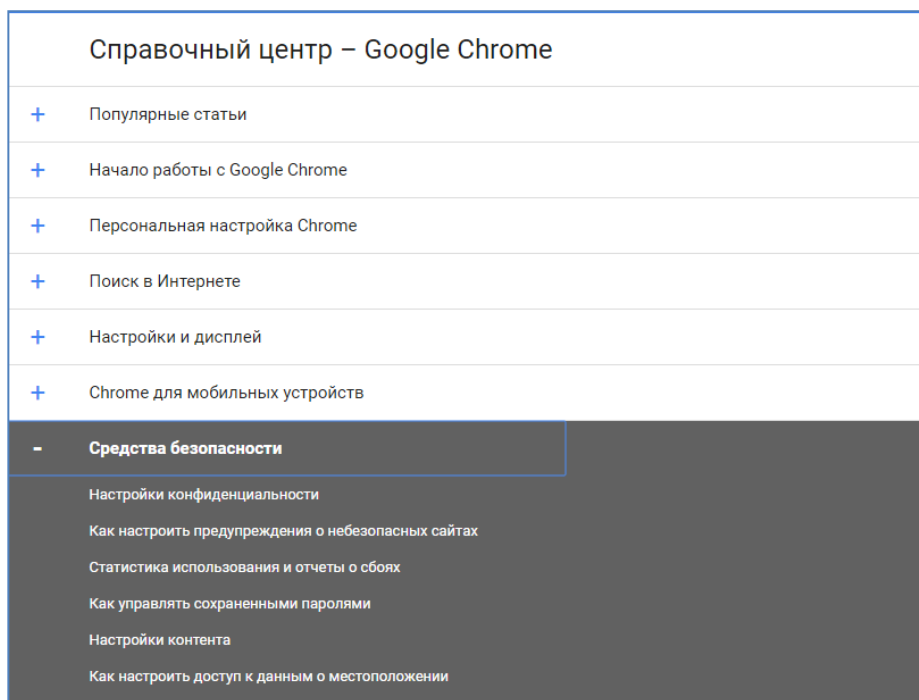 Справочный центр – Google Chrome
+ Популярные статьи
+ Начало работы с Google Chrome
+ Персональная настройка Chrome
+ Поиск в Интернете
+ Настройки и дисплей
+ Chrome для мобильных устройств
- Средства безопасности
Настройки конфиденциальности
Как настроить предупреждения о небезопасных сайтах
Статистика использования и отчеты о сбоях
Как управлять сохраненными паролями
Настройки контента
Как настроить доступ к данным о местоположении